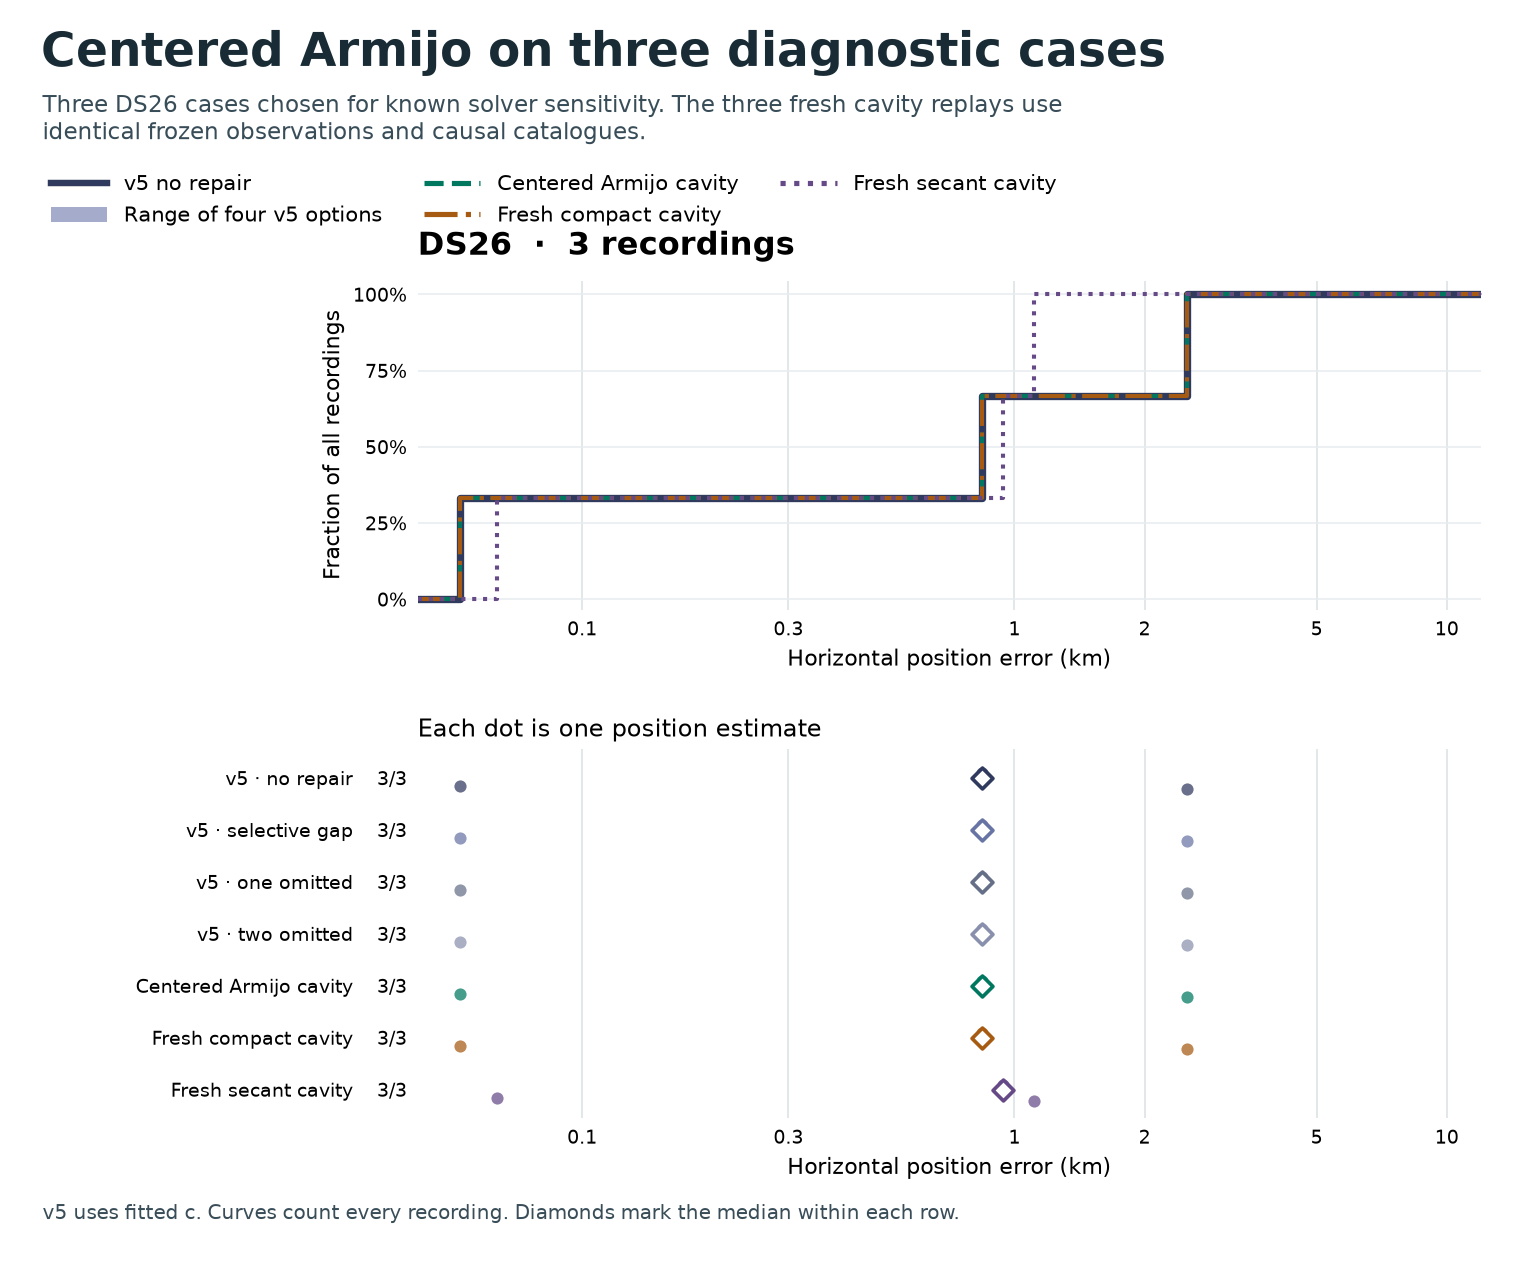 Centered Armijo on three diagnostic cases
Three DS26 cases chosen for known solver sensitivity. The three fresh cavity replays use
identical frozen observations and causal catalogues.
v5 no repair
Range of four v5 options
Centered Armijo cavity
Fresh compact cavity
Fresh secant cavity
DS26 · 3 recordings
Fraction of all recordings
100%
75%
50%
25%
0%
0.1 0.3 1 2 5 10
Horizontal position error (km)
Each dot is one position estimate
v5 · no repair 3/3
v5 · selective gap 3/3
v5 · one omitted 3/3
v5 · two omitted 3/3
Centered Armijo cavity 3/3
Fresh compact cavity 3/3
Fresh secant cavity 3/3
0.1 0.3 1 2 5 10
Horizontal position error (km)
v5 uses fitted c. Curves count every recording. Diamonds mark the median within each row.